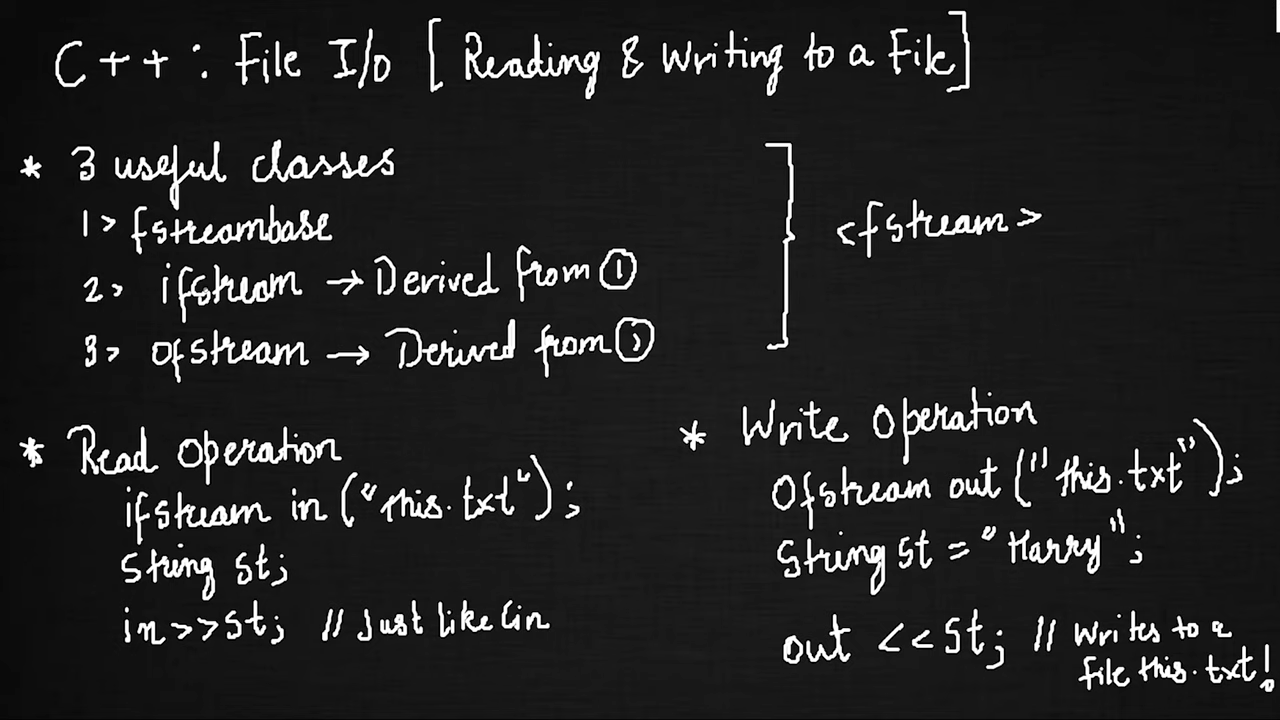 C++ : File I/o [ Reading & Writing to a File]
* 3 useful classes
1> fstreambase
2> ifstream → Derived from ①
3> ofstream → Derived from ①
<fstream>
* Read operation
ifstream in ("this.txt");
String st;
in>>st; // Just like Cin
* Write operation
Ofstream out ("this.txt");
String st = "Harry";
out <<st; // Writes to a
file this.txt!